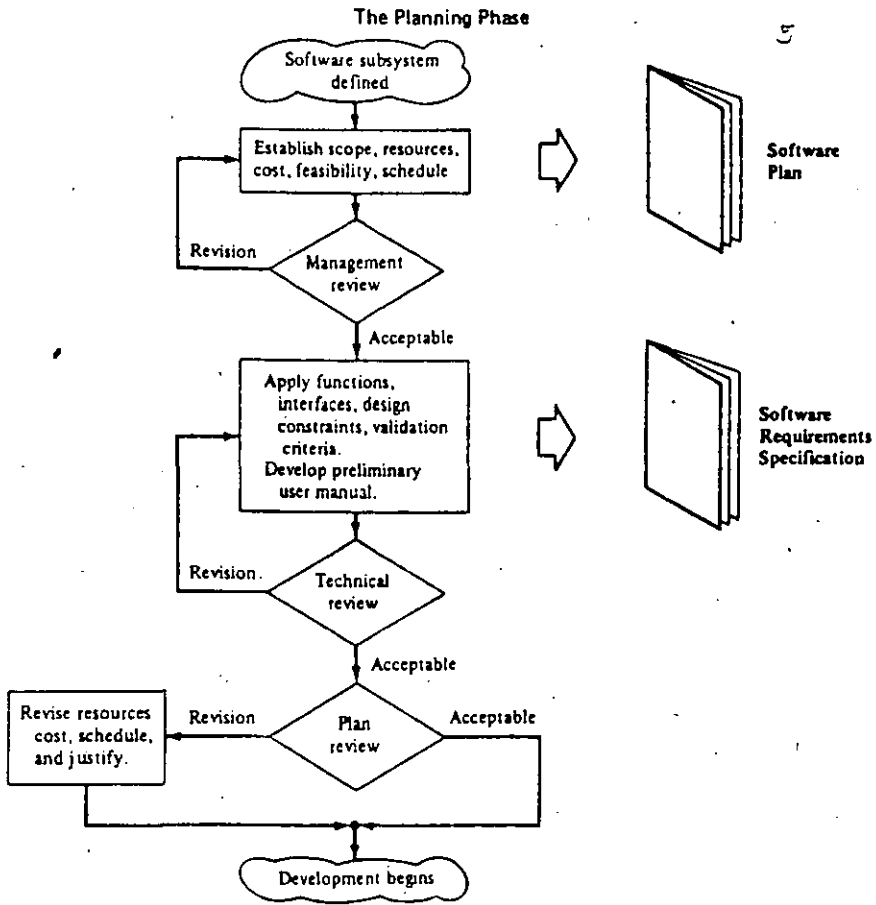 The Planning Phase
Software subsystem
defined
Establish scope, resources,
cost, feasibility, schedule
Software
Plan
Revision
Management
review
Acceptable
Apply functions,
interfaces, design
constraints, validation
criteria.
Develop preliminary
user manual.
Software
Requirements
Specification
Revision.
Technical
review
Acceptable
Revise resources
cost, schedule,
and justify.
Revision
Plan
review
Acceptable
Development begins